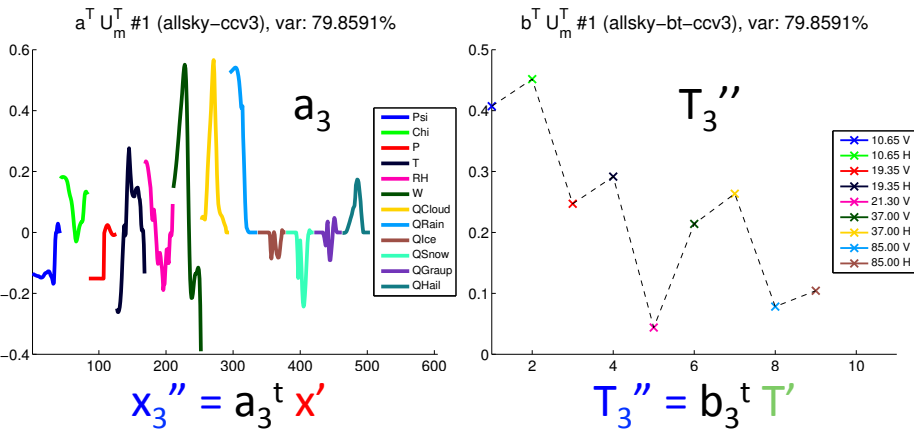 a^T U_m^T #1 (allsky−ccv3), var: 79.8591%
0.6
0.4
0.2
0
−0.2
−0.4
100 200 300 400 500 600
a₃
Psi
Chi
P
T
RH
W
QCloud
QRain
QIce
QSnow
QGraup
QHail
x₃’’ = a₃ᵗ x’
b^T U_m^T #1 (allsky−bt−ccv3), var: 79.8591%
0.5
0.4
0.3
0.2
0.1
0
2 4 6 8 10
T₃’’
10.65 V
10.65 H
19.35 V
19.35 H
21.30 V
37.00 V
37.00 H
85.00 V
85.00 H
T₃’’ = b₃ᵗ T’